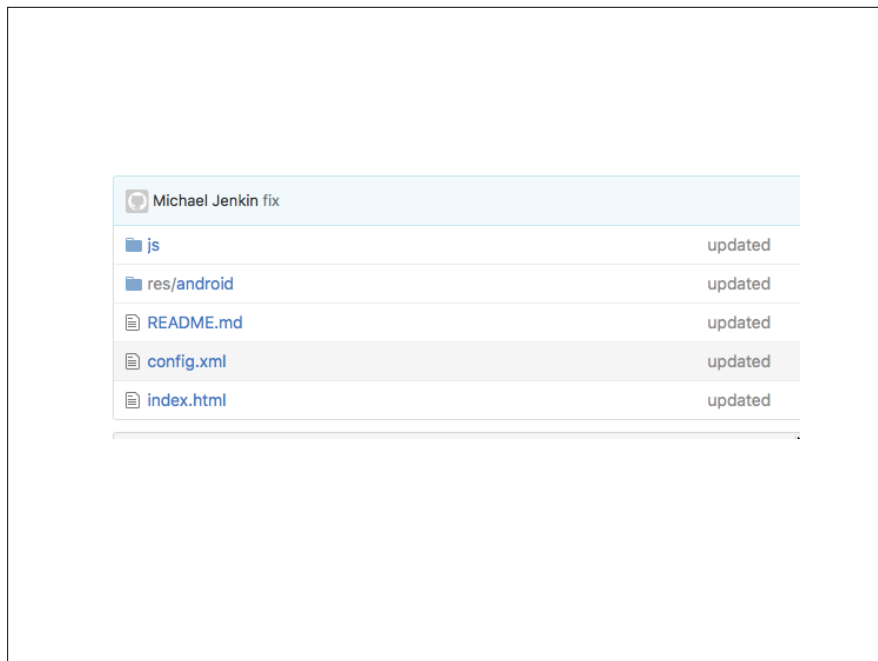 Michael Jenkin fix
js updated
res/android updated
README.md updated
config.xml updated
index.html updated